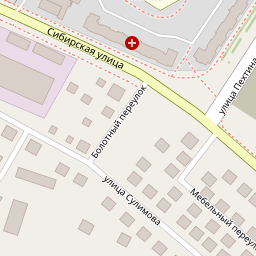 Сибирская улица
улица Пехтина
Болотный переулок
улица Сулимова
Мебельный переул